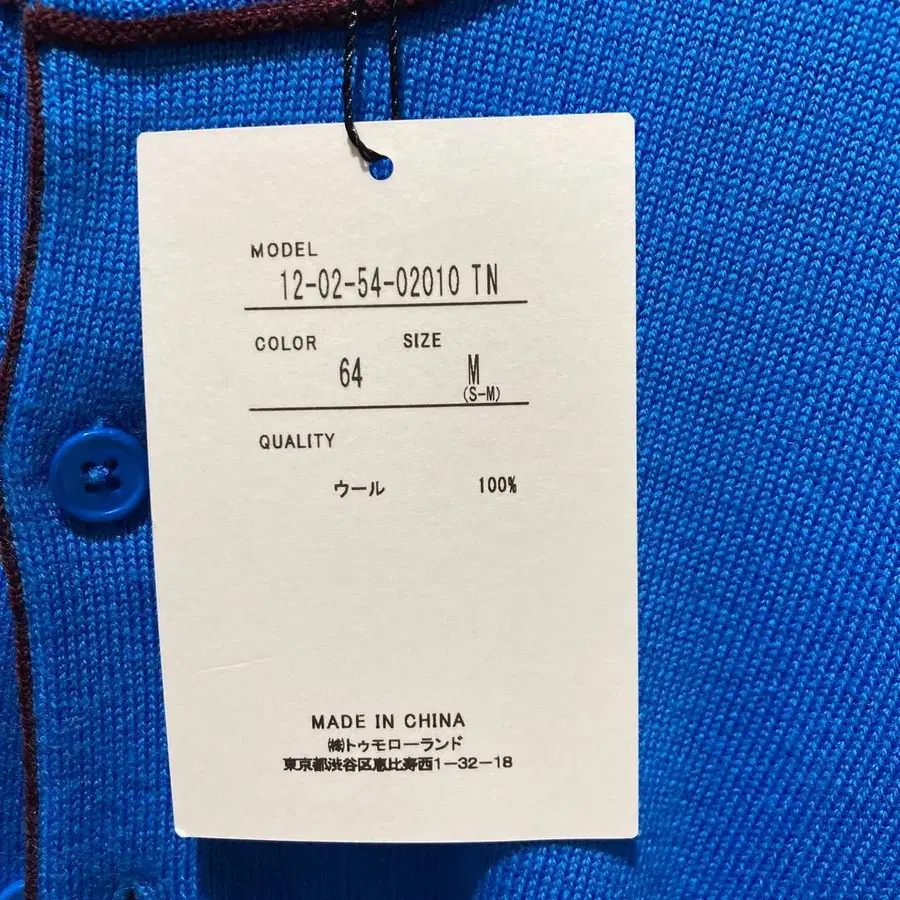 MODEL
12-02-54-02010 TN
COLOR SIZE
64 M
(S-M)
QUALITY
ウール 100%
MADE IN CHINA
㈱トゥモローランド
東京都渋谷区恵比寿西1-32-18